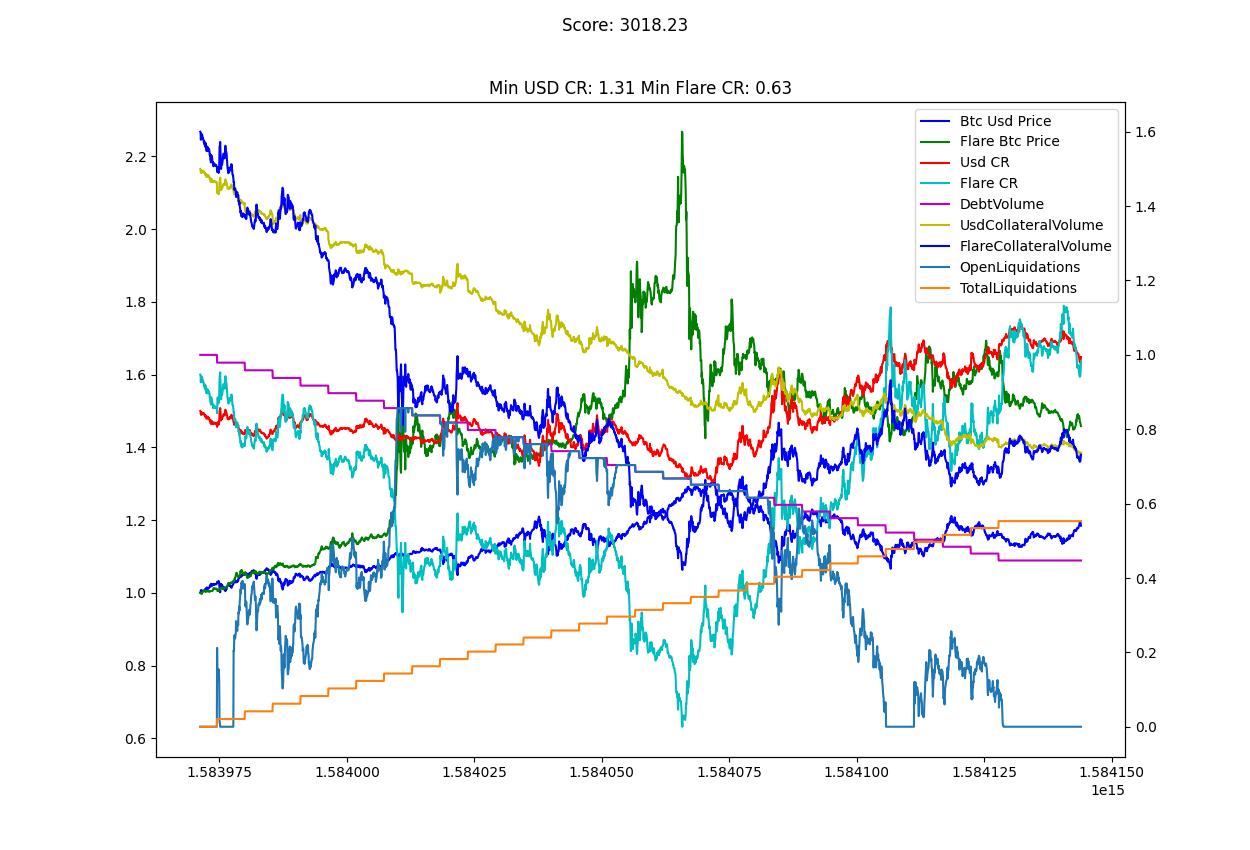 Score: 3018.23
Min USD CR: 1.31 Min Flare CR: 0.63
Btc Usd Price
Flare Btc Price
Usd CR
Flare CR
DebtVolume
UsdCollateralVolume
FlareCollateralVolume
OpenLiquidations
TotalLiquidations
2.2
2.0
1.8
1.6
1.4
1.2
1.0
0.8
0.6
1.6
1.4
1.2
1.0
0.8
0.6
0.4
0.2
0.0
1.583975 1.584000 1.584025 1.584050 1.584075 1.584100 1.584125 1.584150
1e15